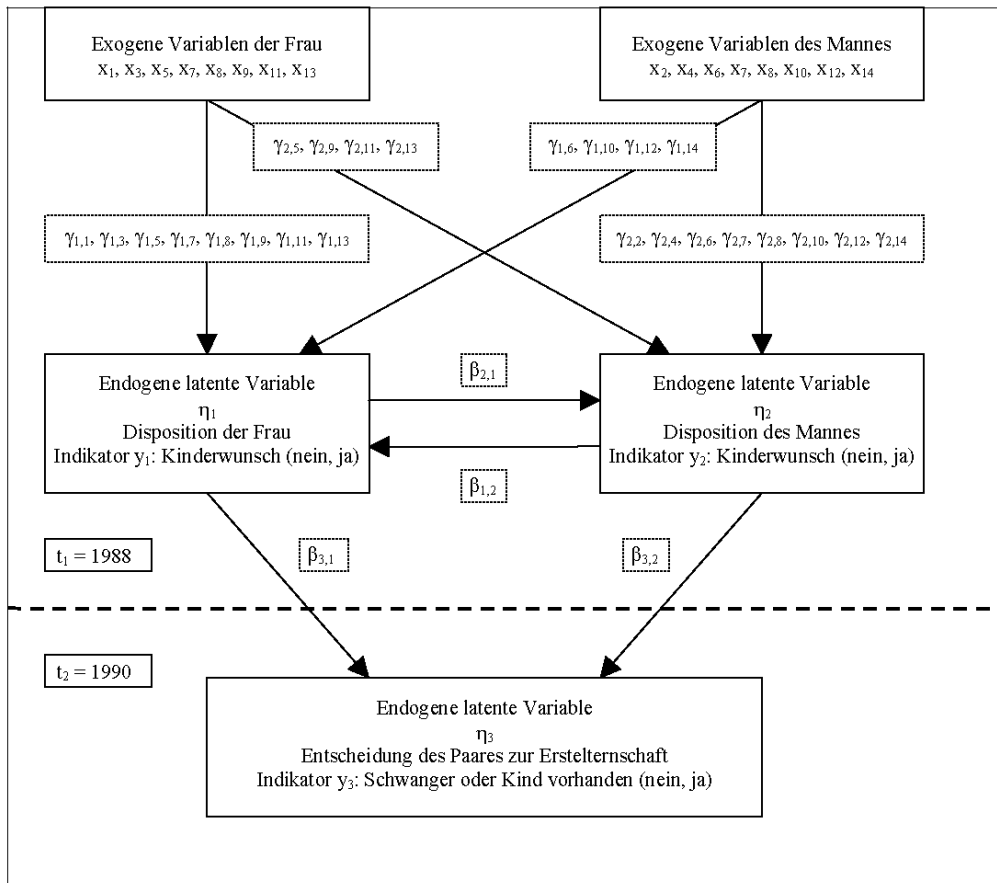 Exogene Variablen der Frau
x₁, x₃, x₅, x₇, x₈, x₉, x₁₁, x₁₃
Exogene Variablen des Mannes
x₂, x₄, x₆, x₇, x₈, x₁₀, x₁₂, x₁₄
γ₂,₅, γ₂,₉, γ₂,₁₁, γ₂,₁₃
γ₁,₆, γ₁,₁₀, γ₁,₁₂, γ₁,₁₄
γ₁,₁, γ₁,₃, γ₁,₅, γ₁,₇, γ₁,₈, γ₁,₉, γ₁,₁₁, γ₁,₁₃
γ₂,₂, γ₂,₄, γ₂,₆, γ₂,₇, γ₂,₈, γ₂,₁₀, γ₂,₁₂, γ₂,₁₄
Endogene latente Variable
η₁
Disposition der Frau
Indikator y₁: Kinderwunsch (nein, ja)
β₂,₁
β₁,₂
Endogene latente Variable
η₂
Disposition des Mannes
Indikator y₂: Kinderwunsch (nein, ja)
t₁ = 1988
β₃,₁
β₃,₂
t₂ = 1990
Endogene latente Variable
η₃
Entscheidung des Paares zur Erstelternschaft
Indikator y₃: Schwanger oder Kind vorhanden (nein, ja)